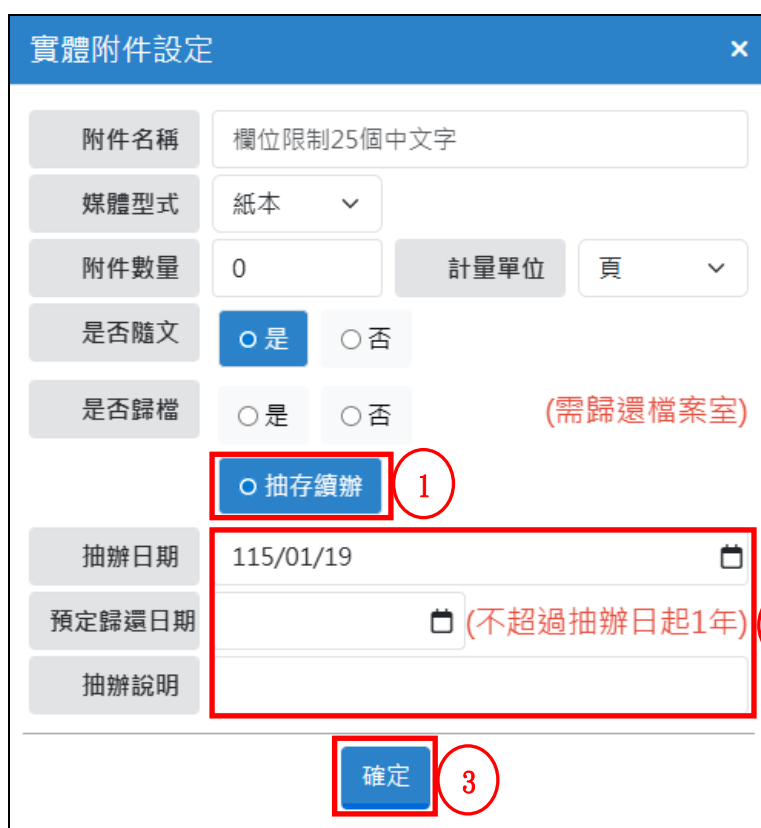 實體附件設定 ×
附件名稱 欄位限制25個中文字
媒體型式 紙本
附件數量 0 計量單位 頁
是否隨文 是 否
是否歸檔 是 否 (需歸還檔案室)
抽存續辦 1
抽辦日期 115/01/19
預定歸還日期 (不超過抽辦日起1年)
抽辦說明
確定 3